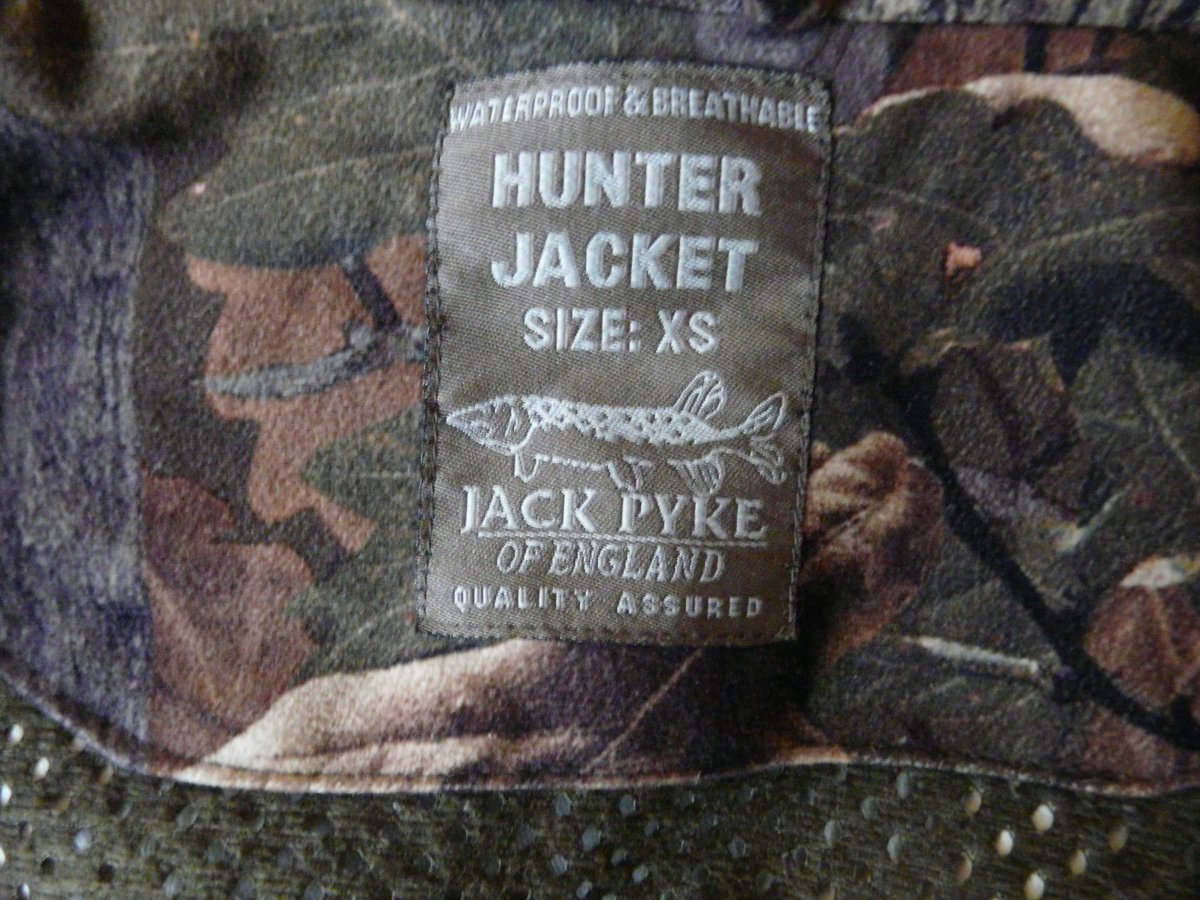 WATERPROOF & BREATHABLE
HUNTER
JACKET
SIZE: XS
JACK PYKE
OF ENGLAND
QUALITY ASSURED